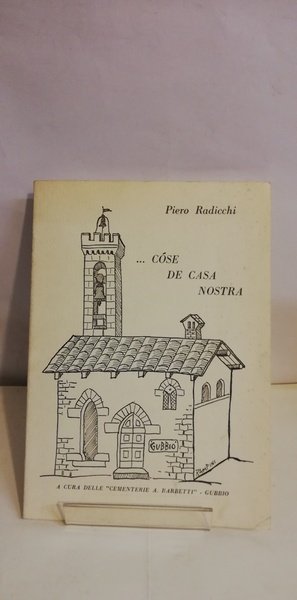 Piero Radicchi
... CÓSE
DE CASA
NOSTRA
GUBBIO
A CURA DELLE "CEMENTERIE A. BARBETTI" - GUBBIO